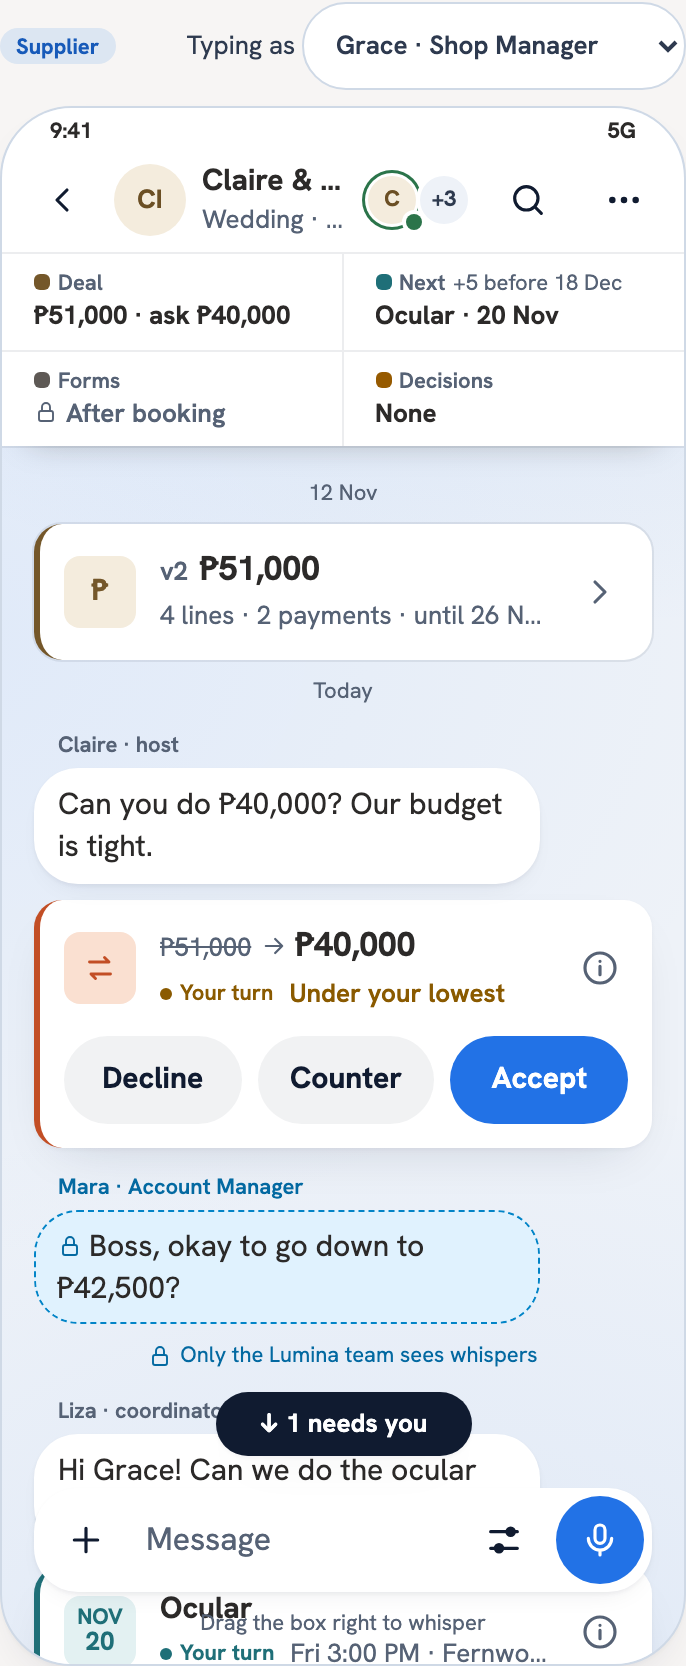 Supplier
Typing as
Grace · Shop Manager
9:41
5G
CI
Claire & ...
Wedding · ...
C
+3
Deal
₱51,000 · ask ₱40,000
Next +5 before 18 Dec
Ocular · 20 Nov
Forms
After booking
Decisions
None
12 Nov
₱
v2 ₱51,000
4 lines · 2 payments · until 26 N...
Today
Claire · host
Can you do ₱40,000? Our budget
is tight.
₱51,000 → ₱40,000
Your turn Under your lowest
Decline
Counter
Accept
Mara · Account Manager
Boss, okay to go down to
₱42,500?
Only the Lumina team sees whispers
Liza · coordinato
↓ 1 needs you
Hi Grace! Can we do the ocular
Message
NOV
20
Ocular
Drag the box right to whisper
Your turn Fri 3:00 PM · Fernwo...